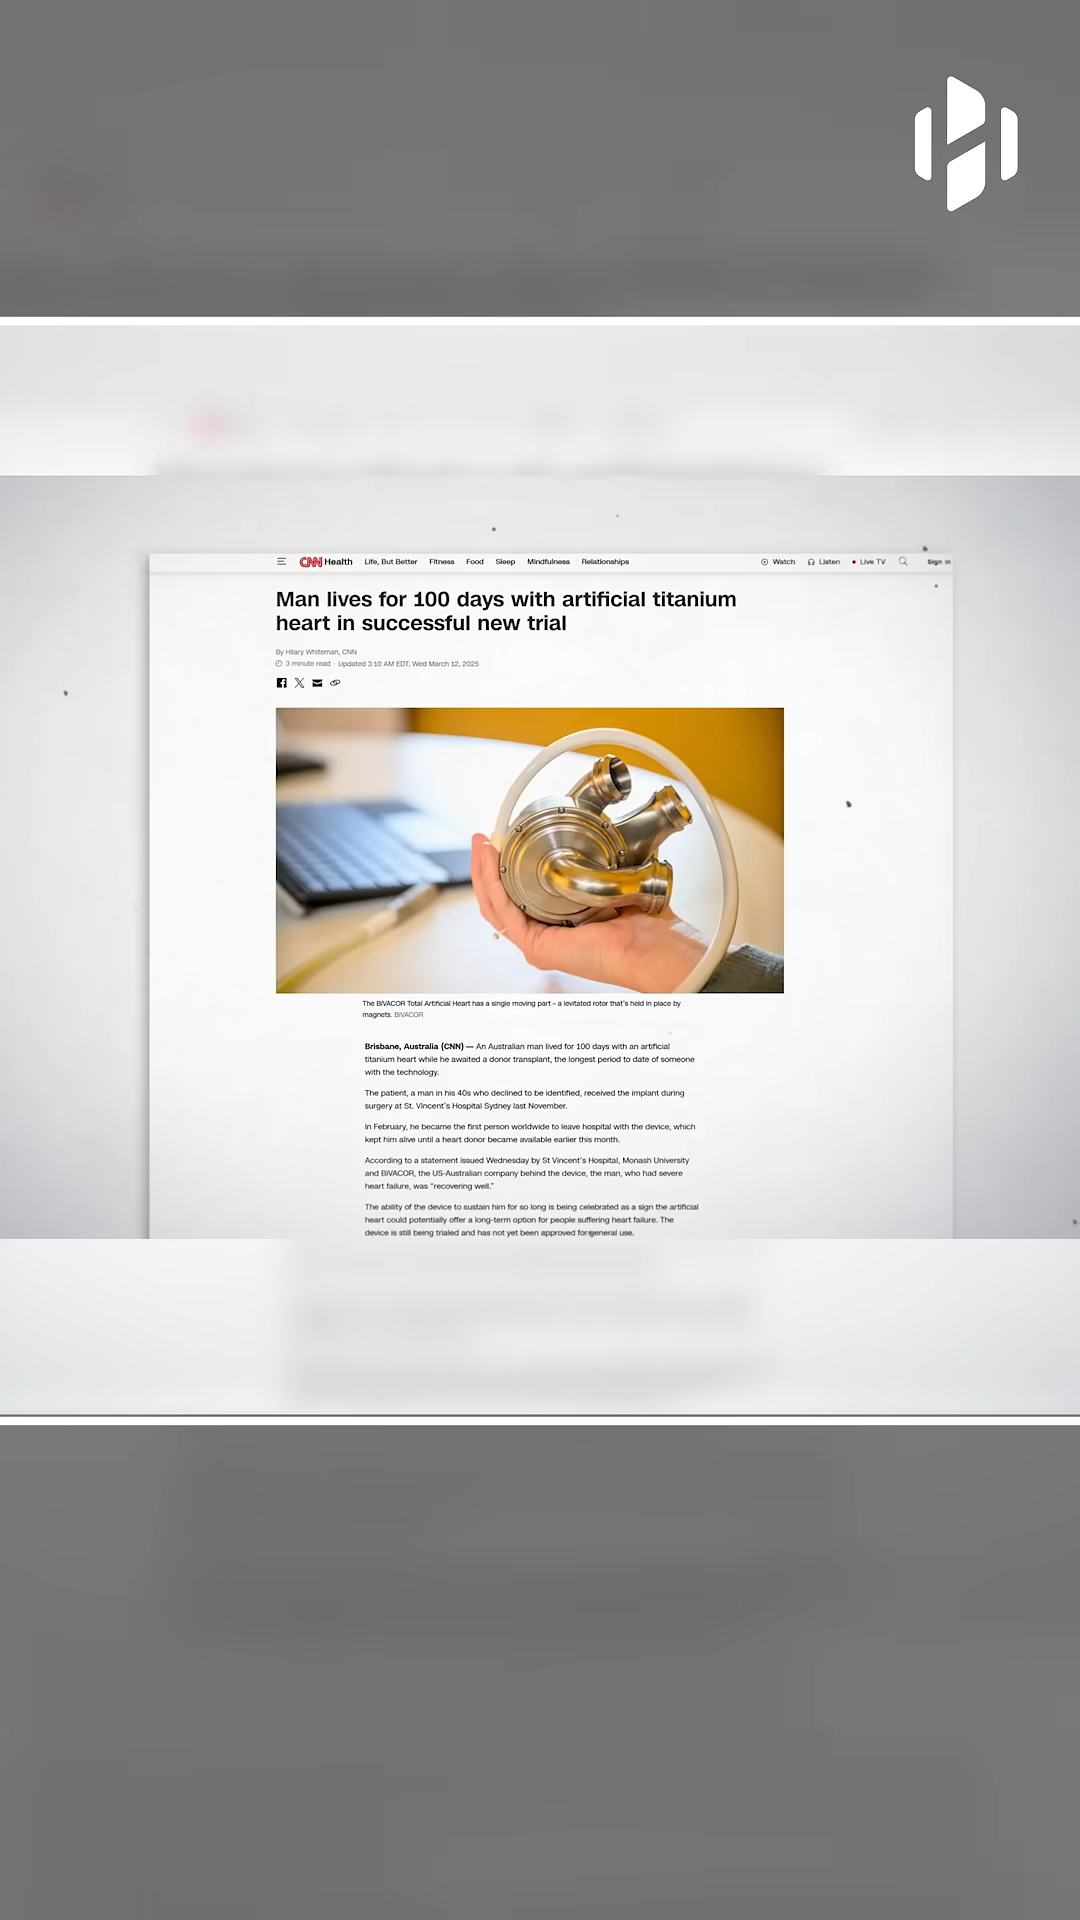 CNN Health Life, But Better Fitness Food Sleep Mindfulness Relationships Watch Listen Live TV Sign in
Man lives for 100 days with artificial titanium
heart in successful new trial
By Hilary Whiteman, CNN
3 minute read · Updated 3:10 AM EDT, Wed March 12, 2025
The BiVACOR Total Artificial Heart has a single moving part – a levitated rotor that's held in place by
magnets. BiVACOR
Brisbane, Australia (CNN) — An Australian man lived for 100 days with an artificial
titanium heart while he awaited a donor transplant, the longest period to date of someone
with the technology.
The patient, a man in his 40s who declined to be identified, received the implant during
surgery at St. Vincent's Hospital Sydney last November.
In February, he became the first person worldwide to leave hospital with the device, which
kept him alive until a heart donor became available earlier this month.
According to a statement issued Wednesday by St Vincent's Hospital, Monash University
and BiVACOR, the US-Australian company behind the device, the man, who had severe
heart failure, was "recovering well."
The ability of the device to sustain him for so long is being celebrated as a sign the artificial
heart could potentially offer a long-term option for people suffering heart failure. The
device is still being trialed and has not yet been approved for general use.